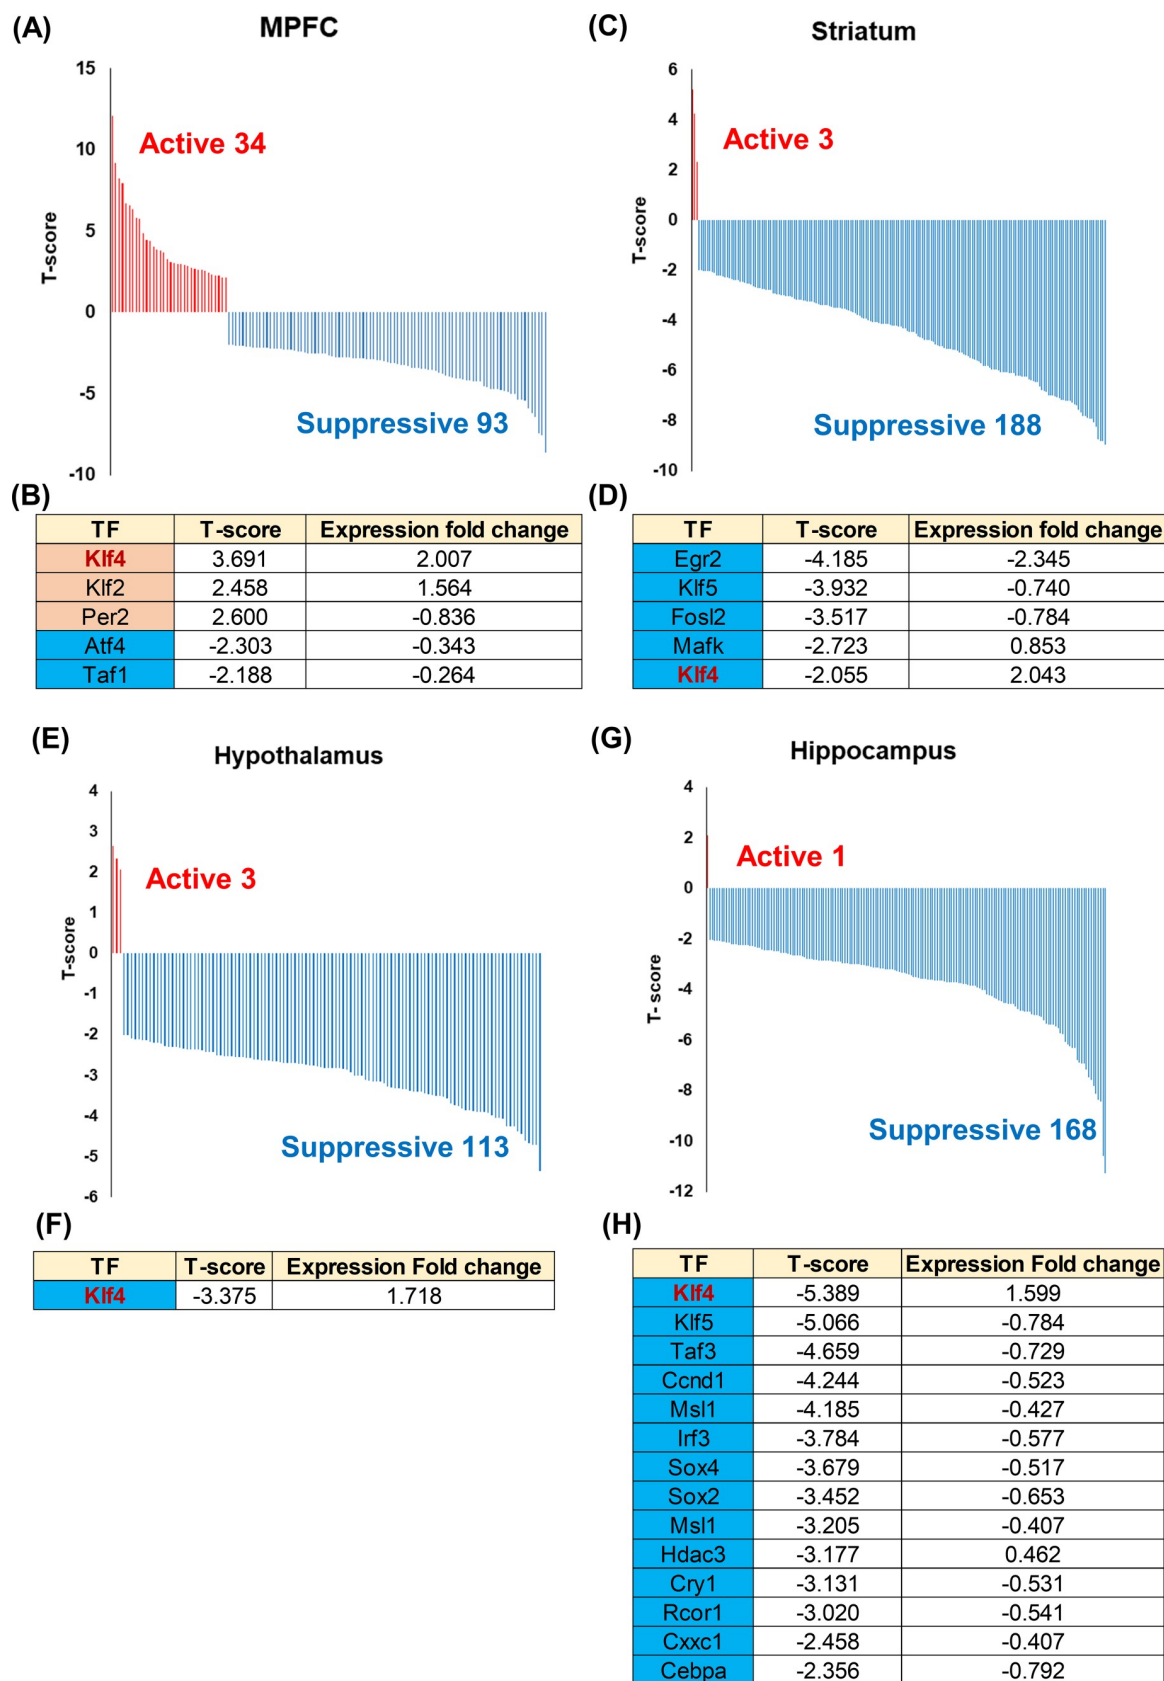 (A)
MPFC
15
10
5
0
-5
-10
T-score
Active 34
Suppressive 93
(C)
Striatum
6
4
2
0
-2
-4
-6
-8
-10
T-score
Active 3
Suppressive 188
(B)
TF T-score Expression fold change
Klf4 3.691 2.007
Klf2 2.458 1.564
Per2 2.600 -0.836
Atf4 -2.303 -0.343
Taf1 -2.188 -0.264
(D)
TF T-score Expression fold change
Egr2 -4.185 -2.345
Klf5 -3.932 -0.740
Fosl2 -3.517 -0.784
Mafk -2.723 0.853
Klf4 -2.055 2.043
(E)
Hypothalamus
4
3
2
1
0
-1
-2
-3
-4
-5
-6
T-score
Active 3
Suppressive 113
(G)
Hippocampus
4
2
0
-2
-4
-6
-8
-10
-12
T- score
Active 1
Suppressive 168
(F)
TF T-score Expression Fold change
Klf4 -3.375 1.718
(H)
TF T-score Expression Fold change
Klf4 -5.389 1.599
Klf5 -5.066 -0.784
Taf3 -4.659 -0.729
Ccnd1 -4.244 -0.523
Msl1 -4.185 -0.427
Irf3 -3.784 -0.577
Sox4 -3.679 -0.517
Sox2 -3.452 -0.653
Msl1 -3.205 -0.407
Hdac3 -3.177 0.462
Cry1 -3.131 -0.531
Rcor1 -3.020 -0.541
Cxxc1 -2.458 -0.407
Cebpa -2.356 -0.792